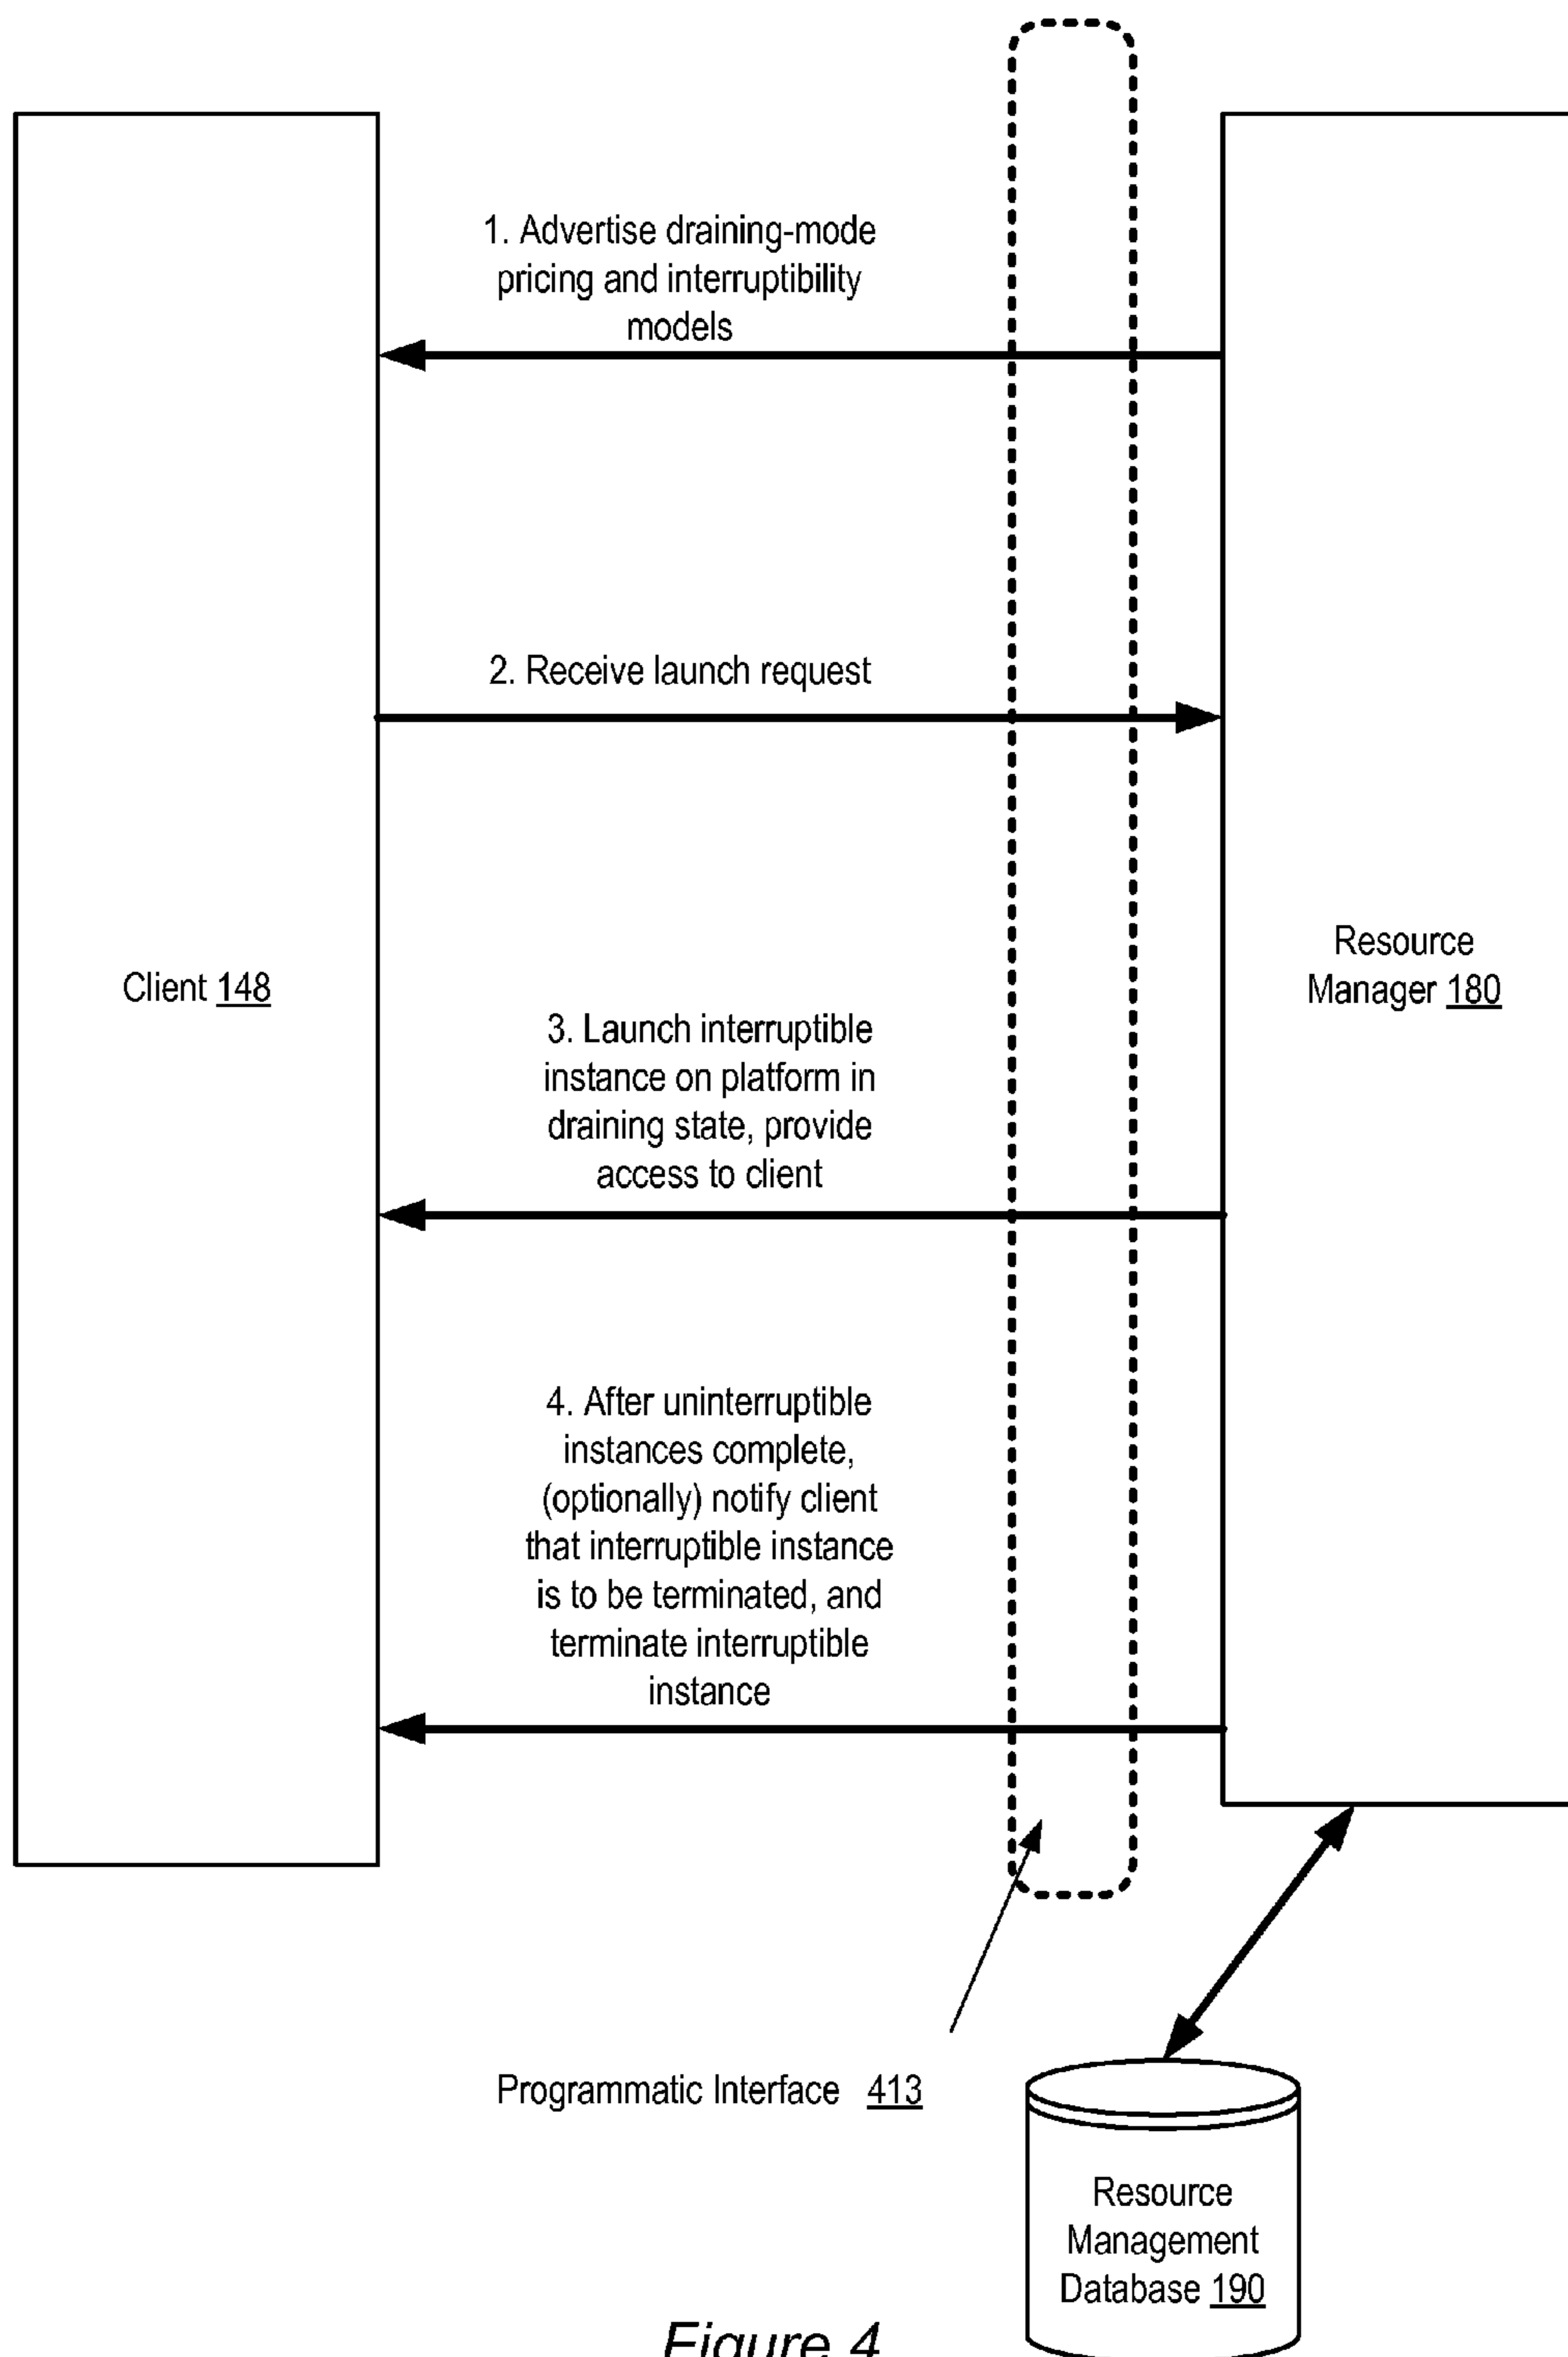 1. Advertise draining-mode
pricing and interruptibility
models
2. Receive launch request
Client 148
Resource
Manager 180
3. Launch interruptible
instance on platform in
draining state, provide
access to client
4. After uninterruptible
instances complete,
(optionally) notify client
that interruptible instance
is to be terminated, and
terminate interruptible
instance
Programmatic Interface 413
Resource
Management
Database 190
Figure 4